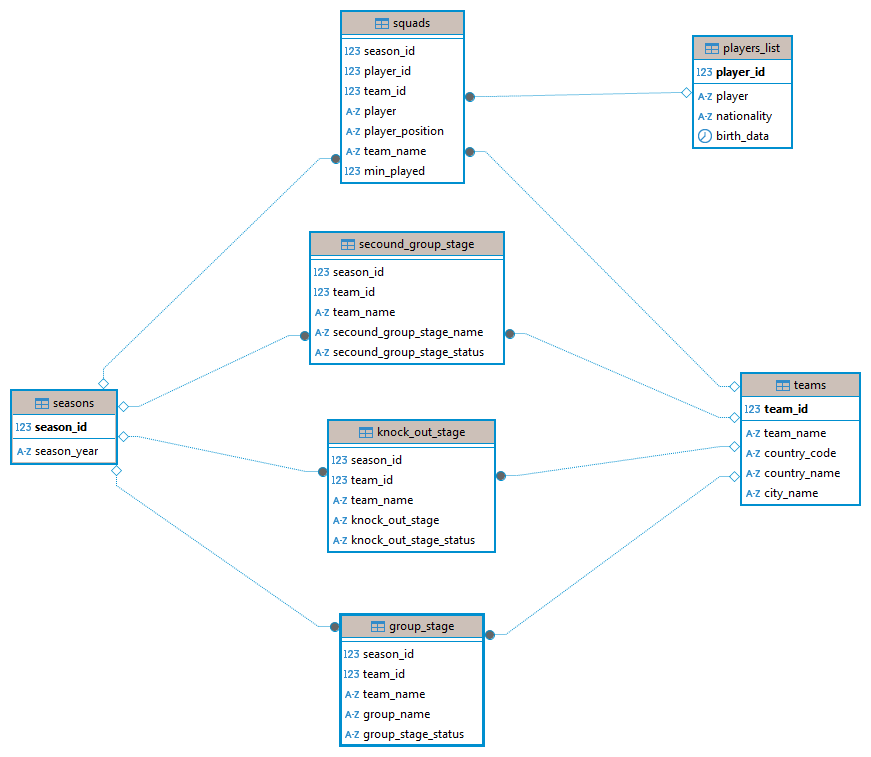 squads
123 season_id
123 player_id
123 team_id
A-Z player
A-Z player_position
A-Z team_name
123 min_played
players_list
123 player_id
A-Z player
A-Z nationality
birth_data
secound_group_stage
123 season_id
123 team_id
A-Z team_name
A-Z secound_group_stage_name
A-Z secound_group_stage_status
seasons
123 season_id
A-Z season_year
teams
123 team_id
A-Z team_name
A-Z country_code
A-Z country_name
A-Z city_name
knock_out_stage
123 season_id
123 team_id
A-Z team_name
A-Z knock_out_stage
A-Z knock_out_stage_status
group_stage
123 season_id
123 team_id
A-Z team_name
A-Z group_name
A-Z group_stage_status